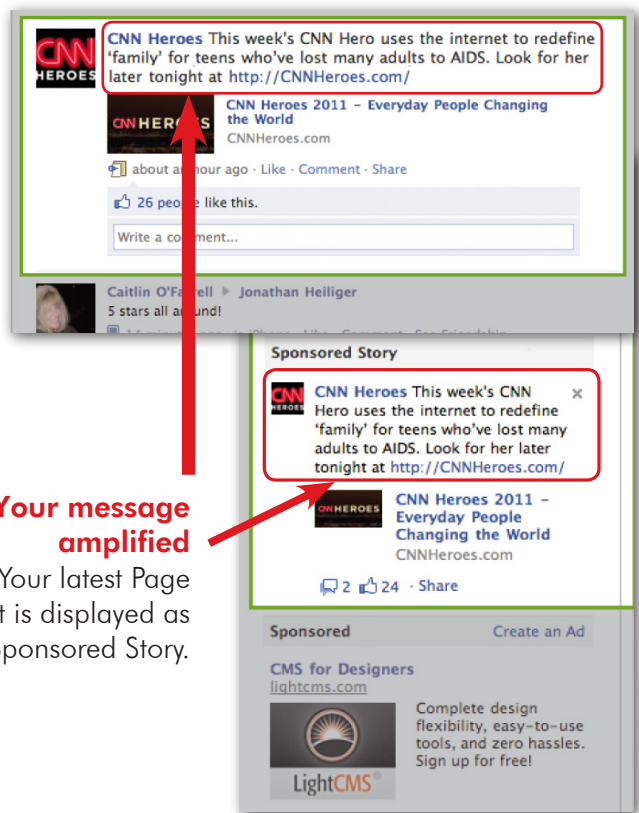 CNN
HEROES
CNN Heroes This week's CNN Hero uses the internet to redefine
‘family’ for teens who've lost many adults to AIDS. Look for her
later tonight at http://CNNHeroes.com/
CNN HEROES
CNN Heroes 2011 – Everyday People Changing
the World
CNNHeroes.com
about an hour ago · Like · Comment · Share
26 people like this.
Write a comment...
Caitlin O'Farrell ▶ Jonathan Heiliger
5 stars all around!
Sponsored Story
CNN
HEROES
CNN Heroes This week's CNN ×
Hero uses the internet to redefine
‘family’ for teens who've lost many
adults to AIDS. Look for her later
tonight at http://CNNHeroes.com/
CNN HEROES
CNN Heroes 2011 –
Everyday People
Changing the World
CNNHeroes.com
2 24 · Share
Your message
amplified
Your latest Page
t is displayed as
Sponsored Story.
Sponsored Create an Ad
CMS for Designers
lightcms.com
Complete design
flexibility, easy-to-use
tools, and zero hassles.
Sign up for free!
LightCMS®